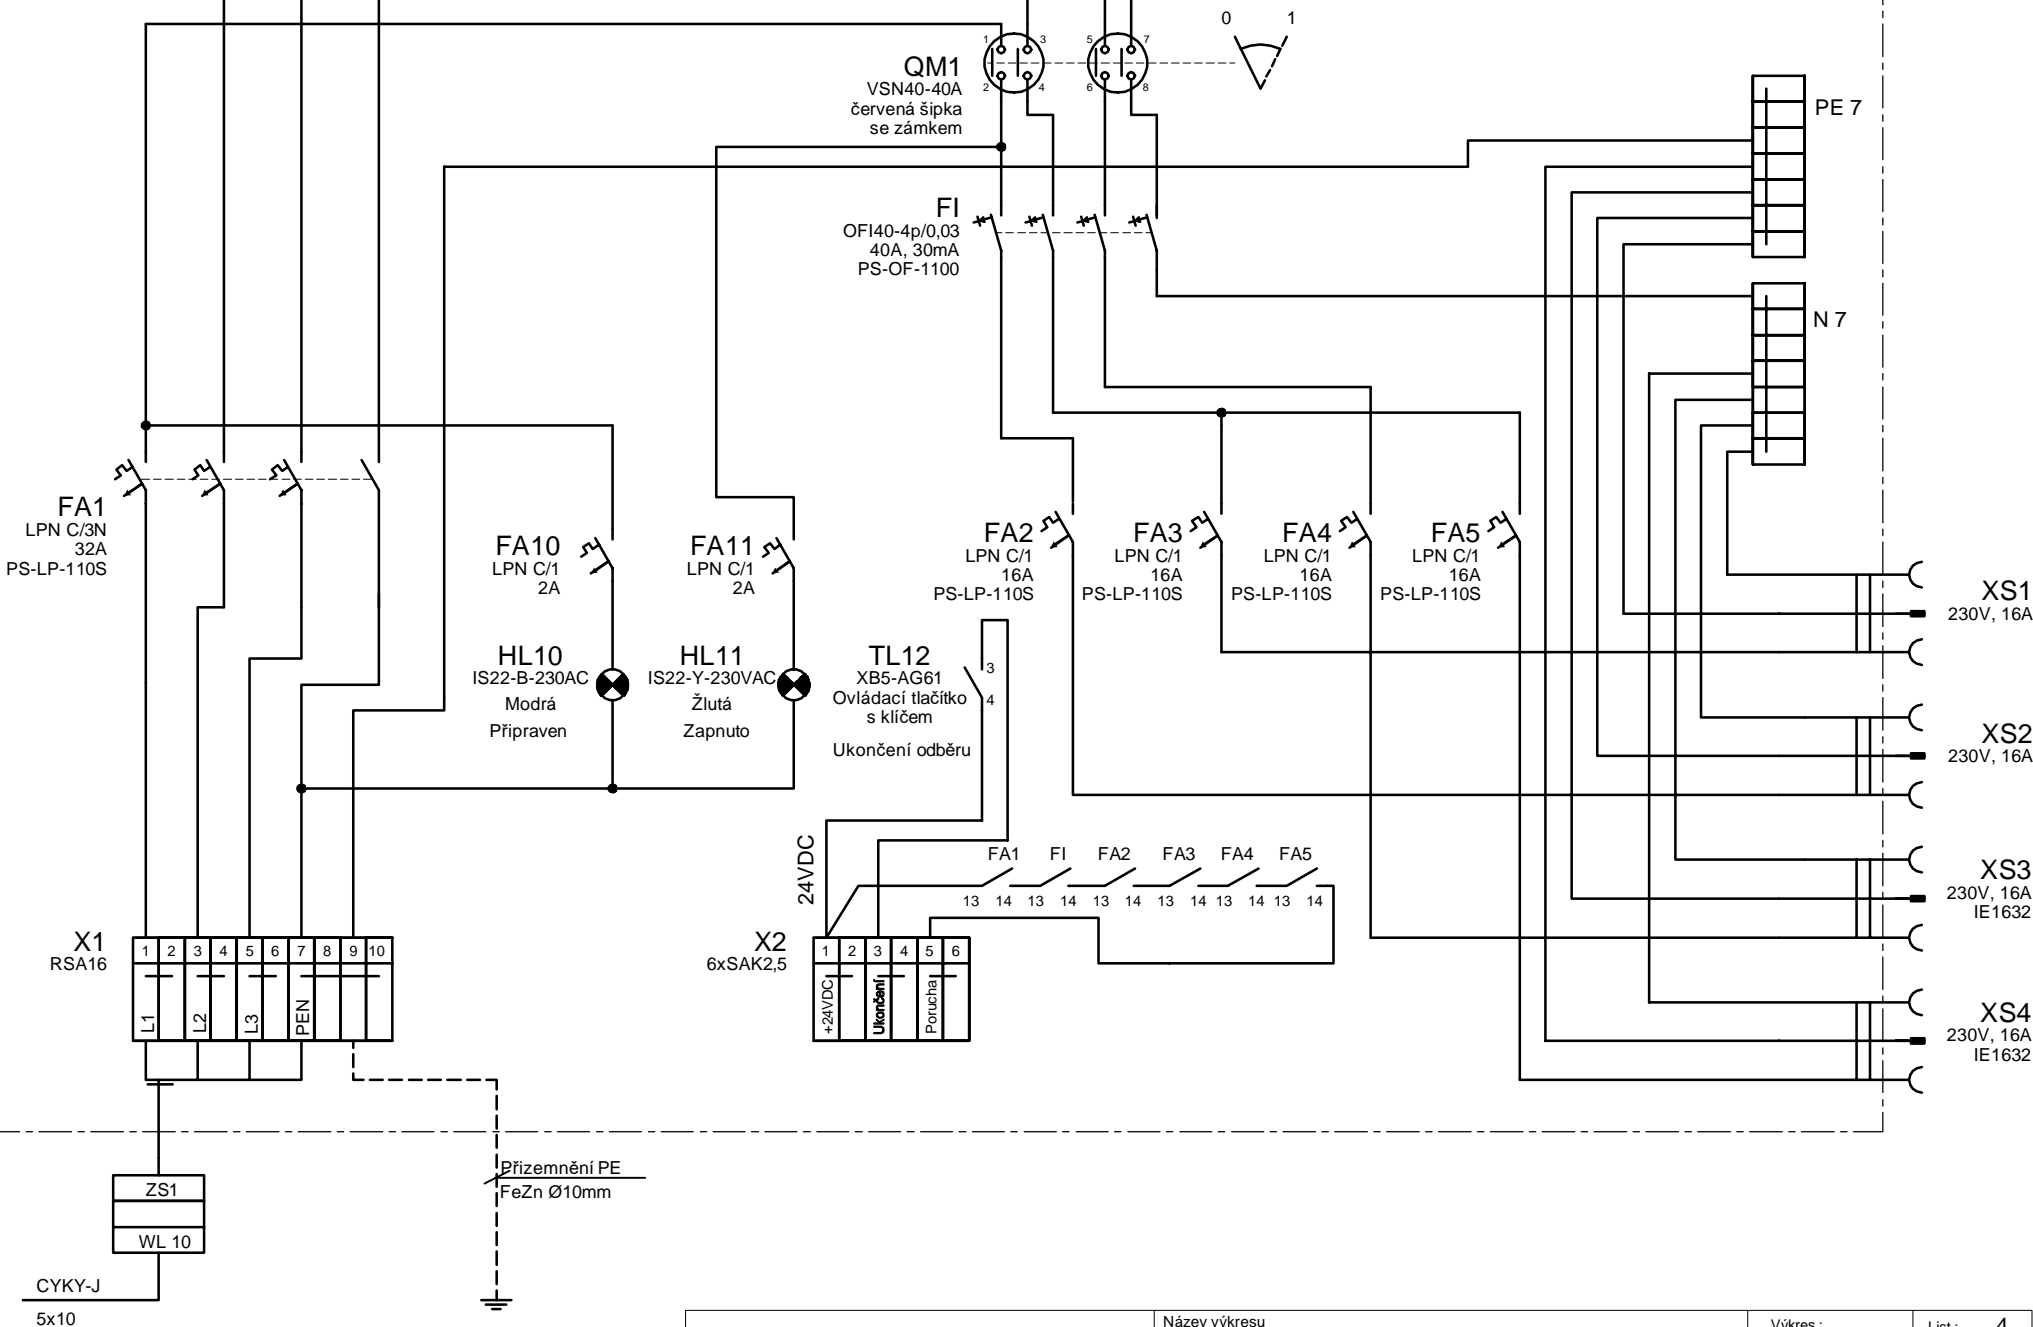 0 1
1 3 5 7
QM1
VSN40-40A
červená šipka
se zámkem
2 4 6 8
PE 7
FI
OFI40-4p/0,03
40A, 30mA
PS-OF-1100
N 7
FA1
LPN C/3N
32A
PS-LP-110S
FA10
LPN C/1
2A
FA11
LPN C/1
2A
FA2
LPN C/1
16A
PS-LP-110S
FA3
LPN C/1
16A
PS-LP-110S
FA4
LPN C/1
16A
PS-LP-110S
FA5
LPN C/1
16A
PS-LP-110S
XS1
230V, 16A
HL10
IS22-B-230AC
Modrá
Připraven
HL11
IS22-Y-230VAC
Žlutá
Zapnuto
TL12
XB5-AG61
Ovládací tlačítko
s klíčem
Ukončení odběru
3
4
XS2
230V, 16A
24VDC
FA1 FI FA2 FA3 FA4 FA5
13 14 13 14 13 14 13 14 13 14 13 14
XS3
230V, 16A
IE1632
X1
RSA16
1 2 3 4 5 6 7 8 9 10
L1 L2 L3 PEN
X2
6xSAK2,5
1 2 3 4 5 6
+24VDC
Ukončení
Porucha
XS4
230V, 16A
IE1632
Přizemnění PE
FeZn Ø10mm
ZS1
WL 10
CYKY-J
5x10
Název výkresu
Výkres :
List : 4